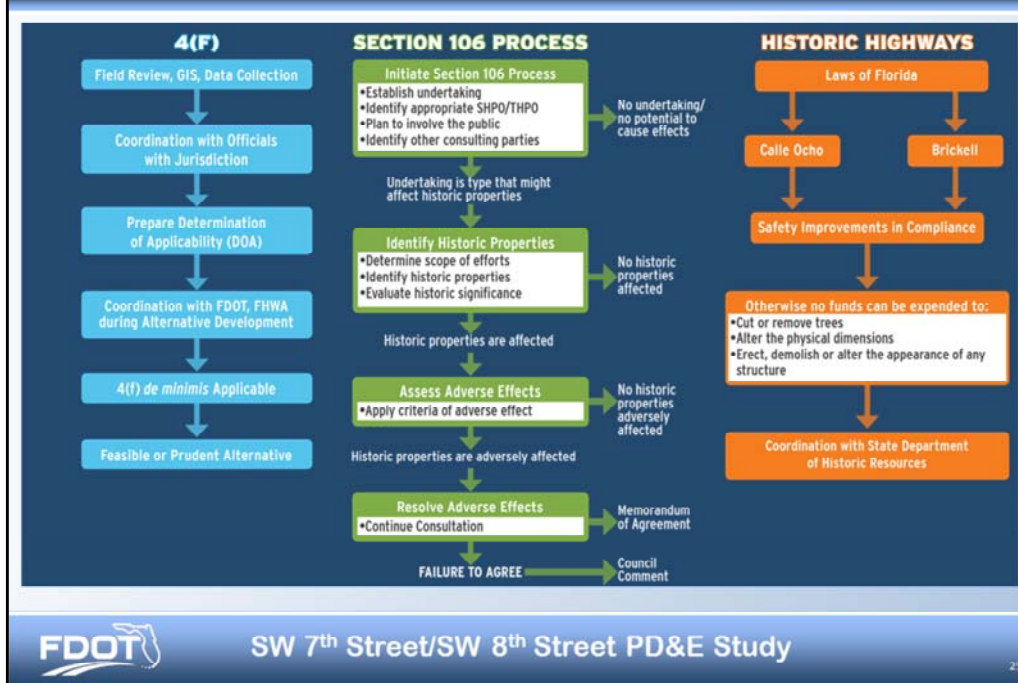 4(F)
Field Review, GIS, Data Collection
Coordination with Officials
with Jurisdiction
Prepare Determination
of Applicability (DOA)
Coordination with FDOT, FHWA
during Alternative Development
4(f) de minimis Applicable
Feasible or Prudent Alternative
SECTION 106 PROCESS
Initiate Section 106 Process
▪Establish undertaking
▪Identify appropriate SHPO/THPO
▪Plan to involve the public
▪Identify other consulting parties
No undertaking/
no potential to
cause effects
Undertaking is type that might
affect historic properties
Identify Historic Properties
▪Determine scope of efforts
▪Identify historic properties
▪Evaluate historic significance
No historic
properties
affected
Historic properties are affected
Assess Adverse Effects
▪Apply criteria of adverse effect
No historic
properties
adversely
affected
Historic properties are adversely affected
Resolve Adverse Effects
▪Continue Consultation
Memorandum
of Agreement
FAILURE TO AGREE
Council
Comment
HISTORIC HIGHWAYS
Laws of Florida
Calle Ocho
Brickell
Safety Improvements in Compliance
Otherwise no funds can be expended to:
▪Cut or remove trees
▪Alter the physical dimensions
▪Erect, demolish or alter the appearance of any
structure
Coordination with State Department
of Historic Resources
FDOT
SW 7th Street/SW 8th Street PD&E Study